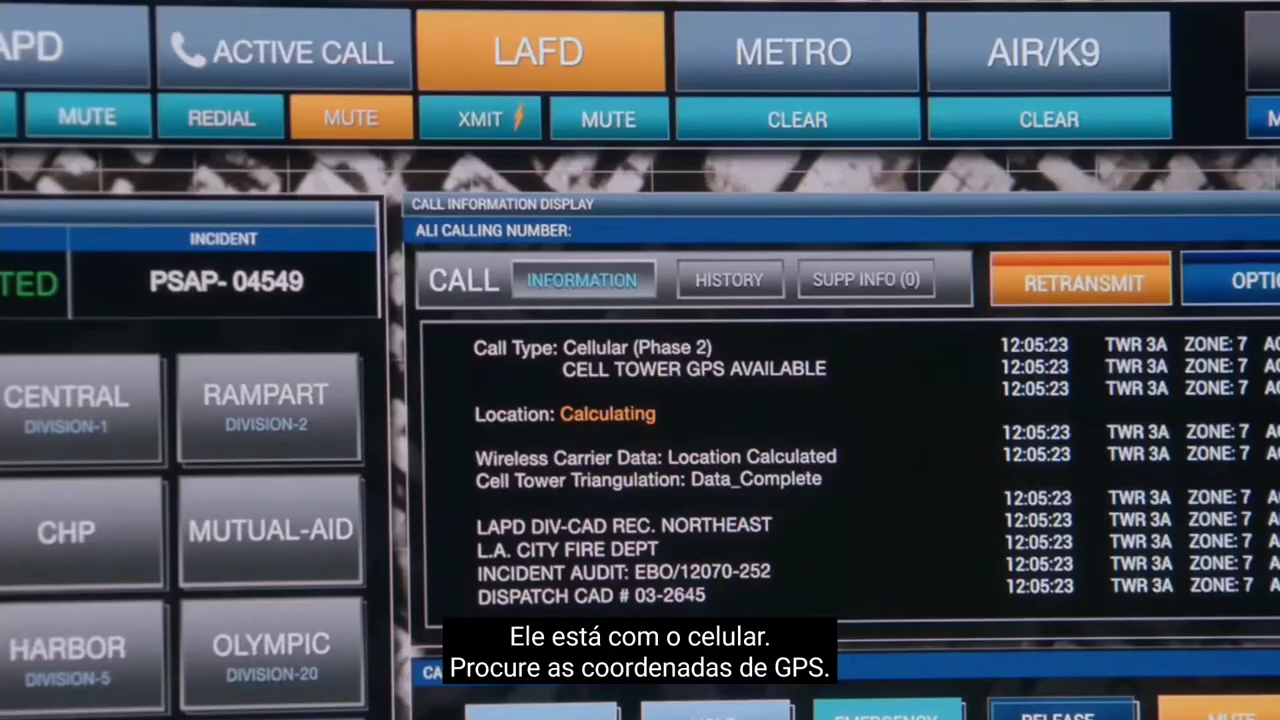 APD
ACTIVE CALL
LAFD
METRO
AIR/K9
MUTE
REDIAL
MUTE
XMIT
MUTE
CLEAR
CLEAR
INCIDENT
PSAP- 04549
CALL INFORMATION DISPLAY
ALI CALLING NUMBER:
CALL
INFORMATION
HISTORY
SUPP INFO (0)
RETRANSMIT
Call Type: Cellular (Phase 2)
CELL TOWER GPS AVAILABLE
Location: Calculating
Wireless Carrier Data: Location Calculated
Cell Tower Triangulation: Data_Complete
LAPD DIV-CAD REC. NORTHEAST
L.A. CITY FIRE DEPT
INCIDENT AUDIT: EBO/12070-252
DISPATCH CAD # 03-2645
12:05:23 TWR 3A ZONE: 7
12:05:23 TWR 3A ZONE: 7
12:05:23 TWR 3A ZONE: 7
12:05:23 TWR 3A ZONE: 7
12:05:23 TWR 3A ZONE: 7
12:05:23 TWR 3A ZONE: 7
12:05:23 TWR 3A ZONE: 7
12:05:23 TWR 3A ZONE: 7
12:05:23 TWR 3A ZONE: 7
12:05:23 TWR 3A ZONE: 7
CENTRAL
DIVISION-1
RAMPART
DIVISION-2
CHP
MUTUAL-AID
HARBOR
DIVISION-5
OLYMPIC
DIVISION-20
Ele está com o celular.
Procure as coordenadas de GPS.
EMERGENCY
RELEASE
MUTE